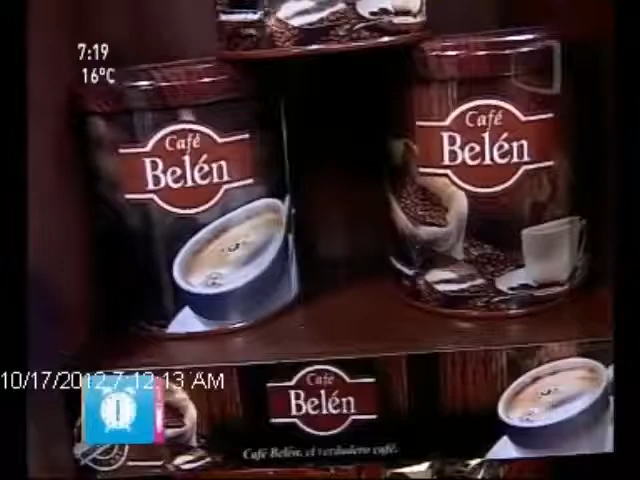 7:19
16°C
Café
Belén
Café
Belén
10/17/2012 7:12:13 AM
Café
Belén
Café Belén, el verdadero café.